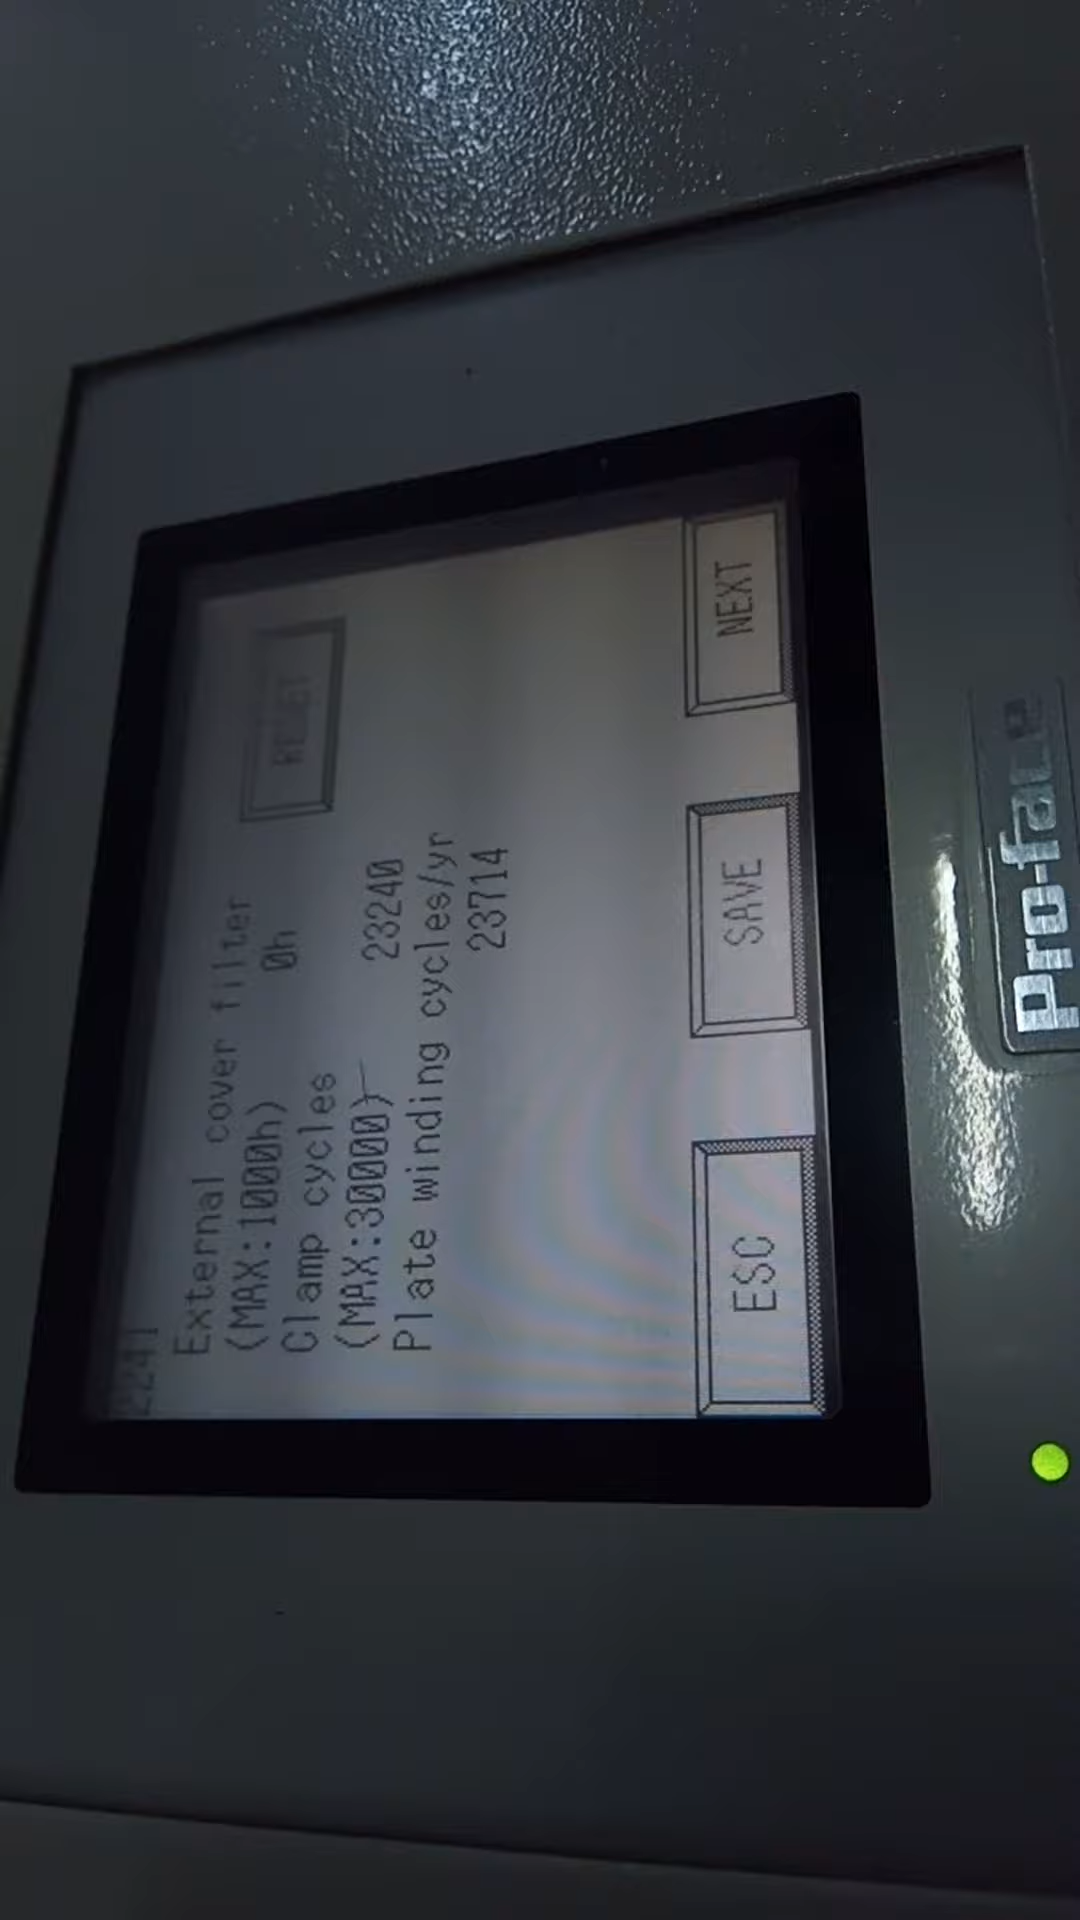 2241
External cover filter
(MAX:1000h) 0h
RESET
Clamp cycles
(MAX:30000) 23240
Plate winding cycles/yr
23714
ESC SAVE NEXT
Pro-face